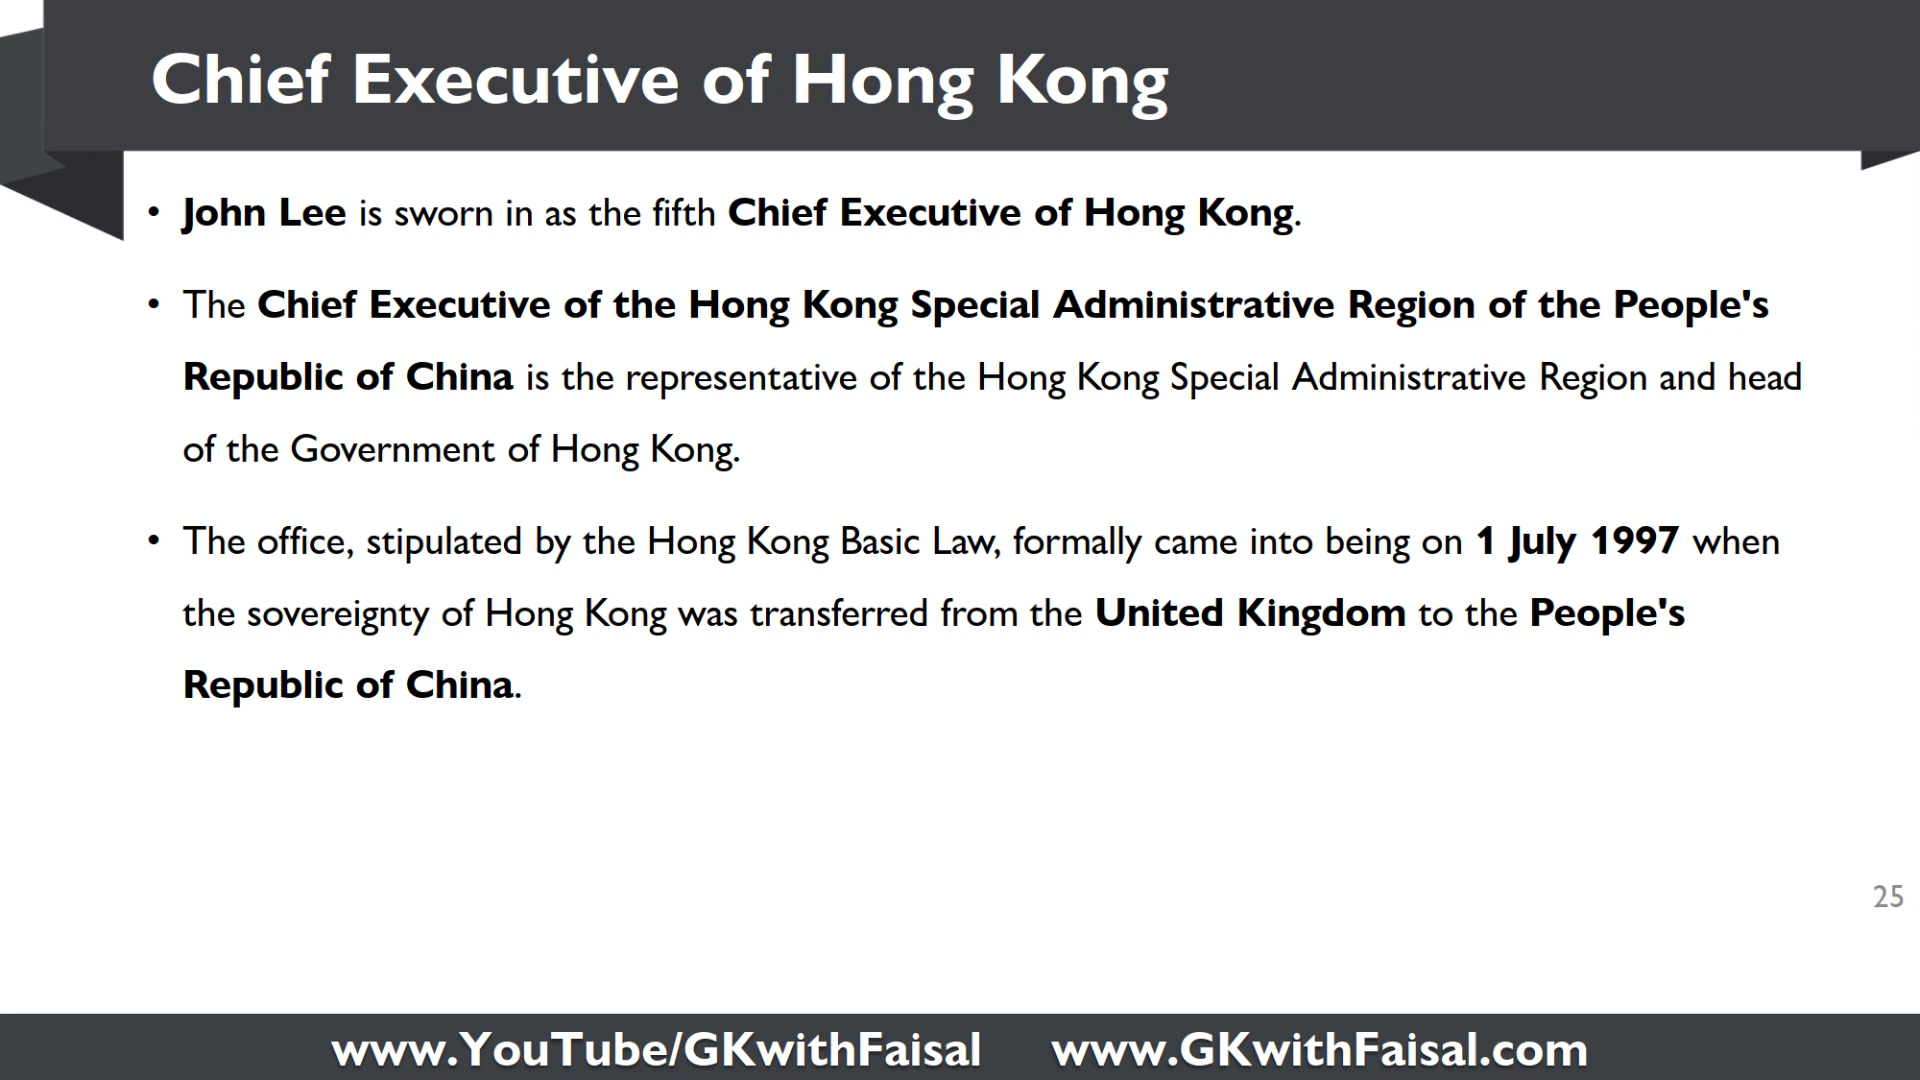 Chief Executive of Hong Kong
• John Lee is sworn in as the fifth Chief Executive of Hong Kong.
• The Chief Executive of the Hong Kong Special Administrative Region of the People's
Republic of China is the representative of the Hong Kong Special Administrative Region and head
of the Government of Hong Kong.
• The office, stipulated by the Hong Kong Basic Law, formally came into being on 1 July 1997 when
the sovereignty of Hong Kong was transferred from the United Kingdom to the People's
Republic of China.
25
www.YouTube/GKwithFaisal www.GKwithFaisal.com